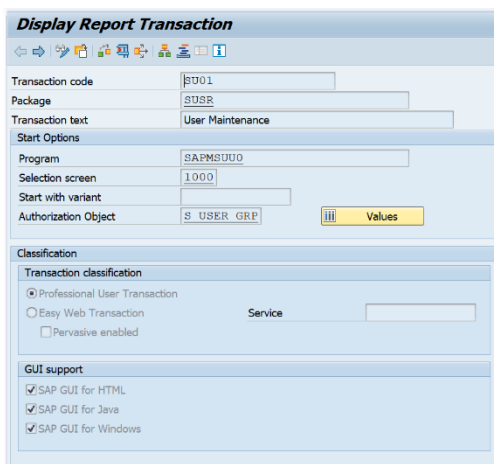 Display Report Transaction
Transaction code SU01
Package SUSR
Transaction text User Maintenance
Start Options
Program SAPMSUU0
Selection screen 1000
Start with variant
Authorization Object S_USER_GRP Values
Classification
Transaction classification
Professional User Transaction
Easy Web Transaction Service
Pervasive enabled
GUI support
SAP GUI for HTML
SAP GUI for Java
SAP GUI for Windows